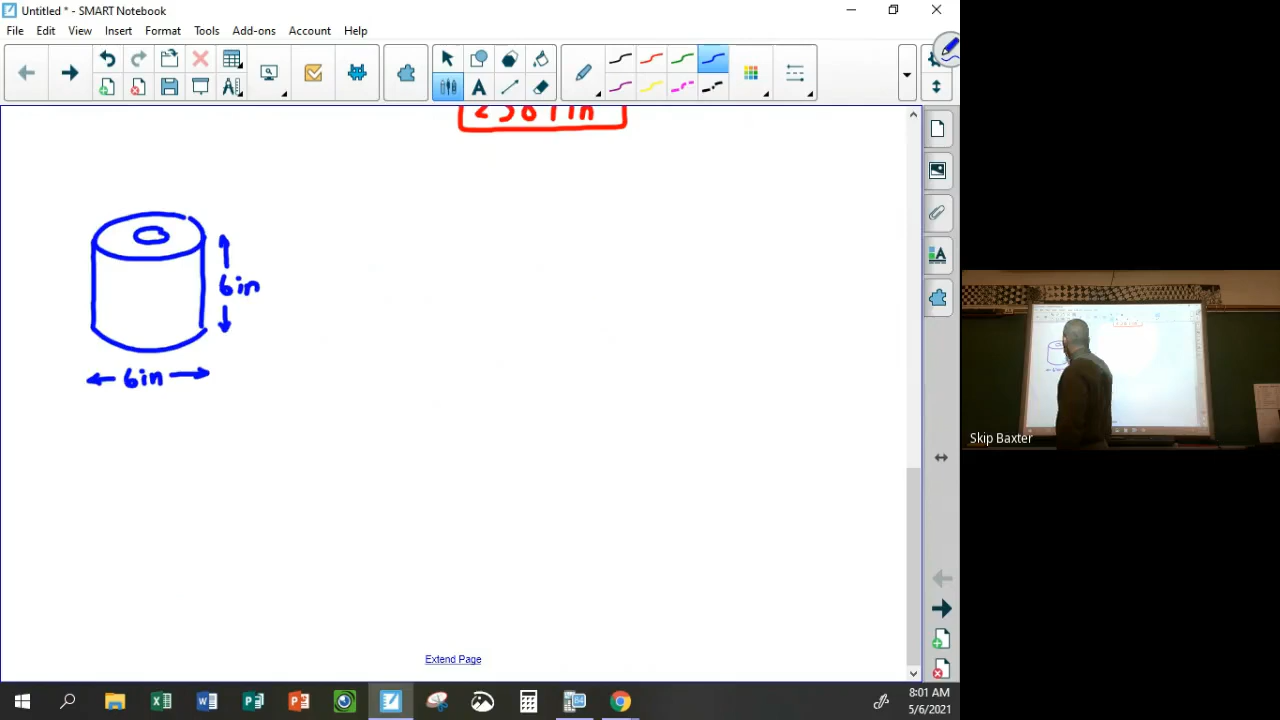 Untitled * - SMART Notebook
File Edit View Insert Format Tools Add-ons Account Help
6in
6in
Extend Page
Skip Baxter
8:01 AM
5/6/2021